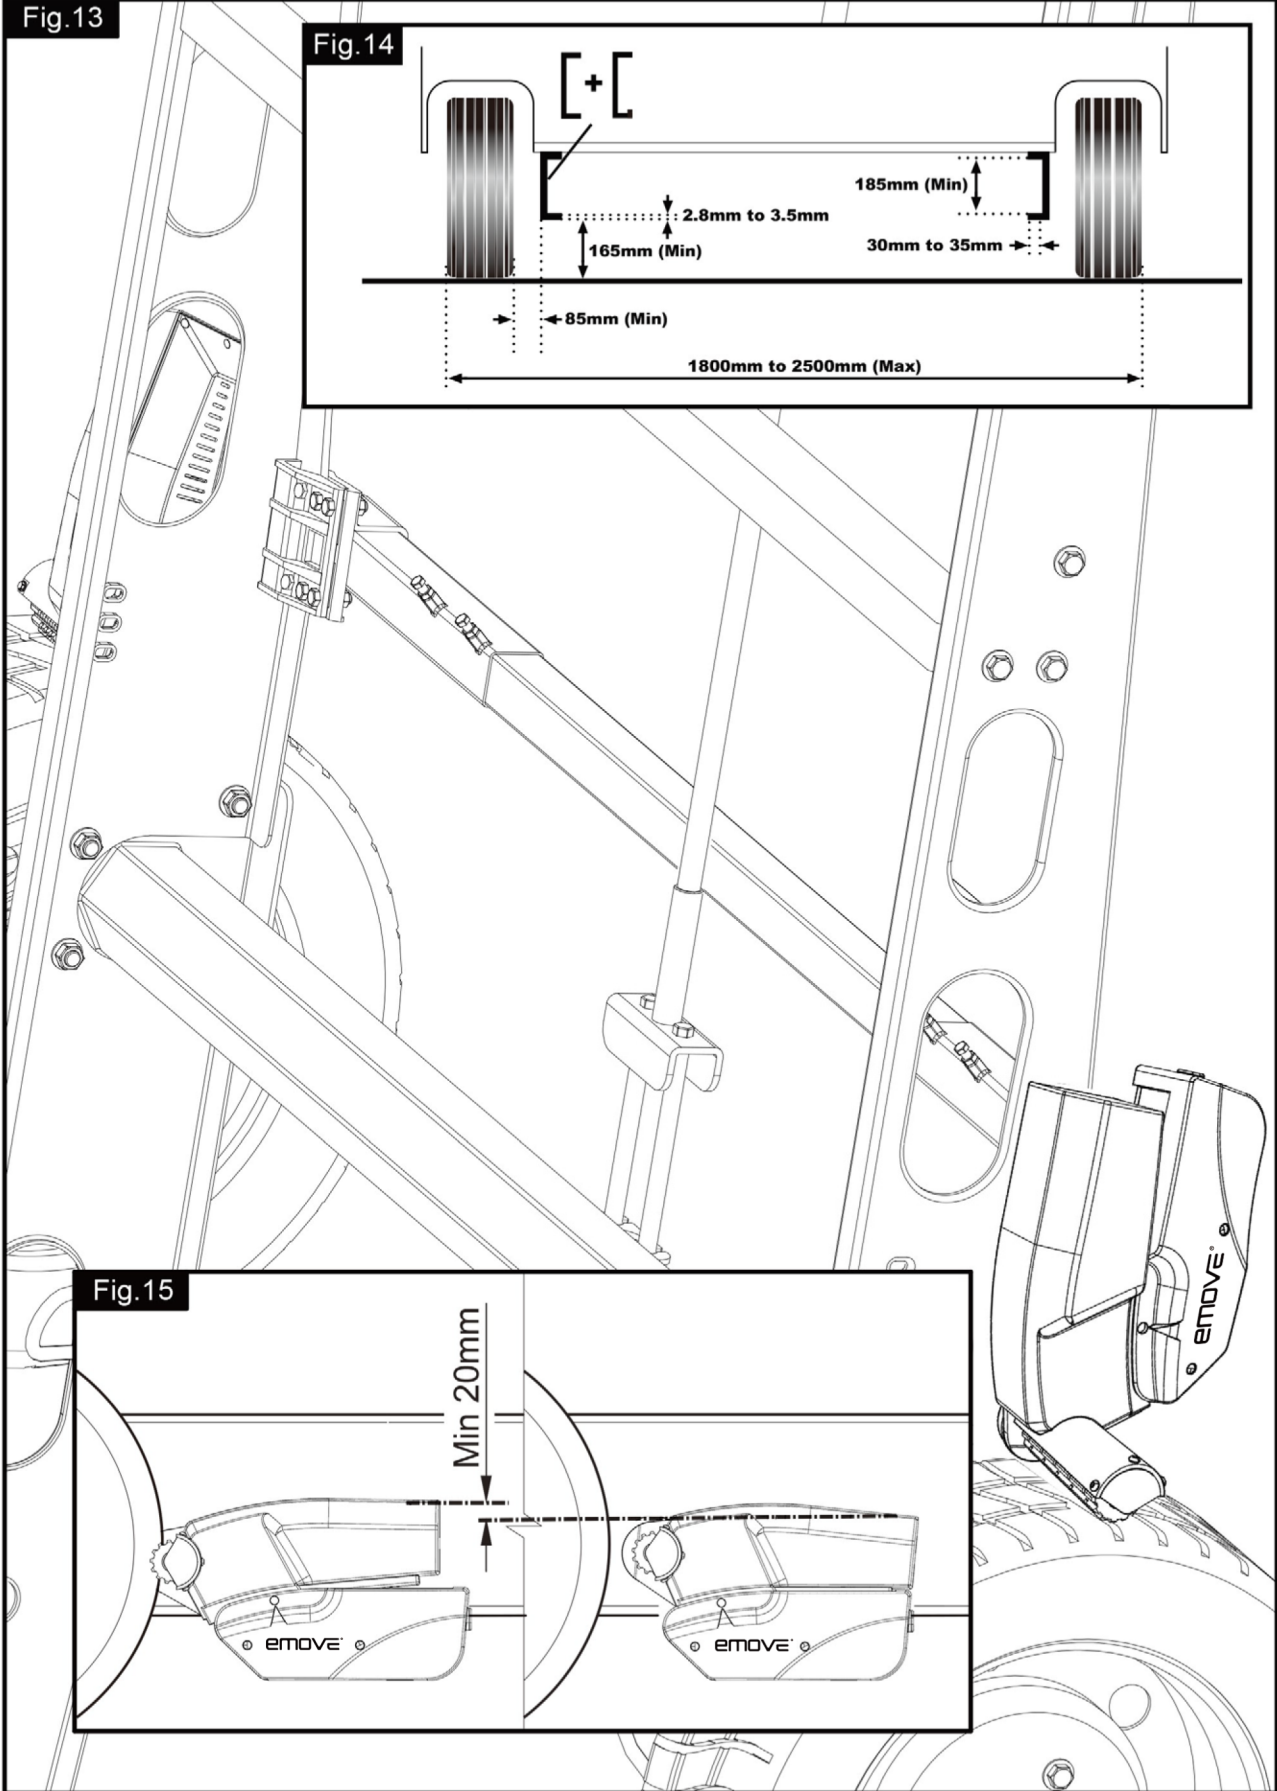 Fig.13
Fig.14
[+[
185mm (Min)
2.8mm to 3.5mm
30mm to 35mm
165mm (Min)
85mm (Min)
1800mm to 2500mm (Max)
emove®
Fig.15
Min 20mm
emove
emove